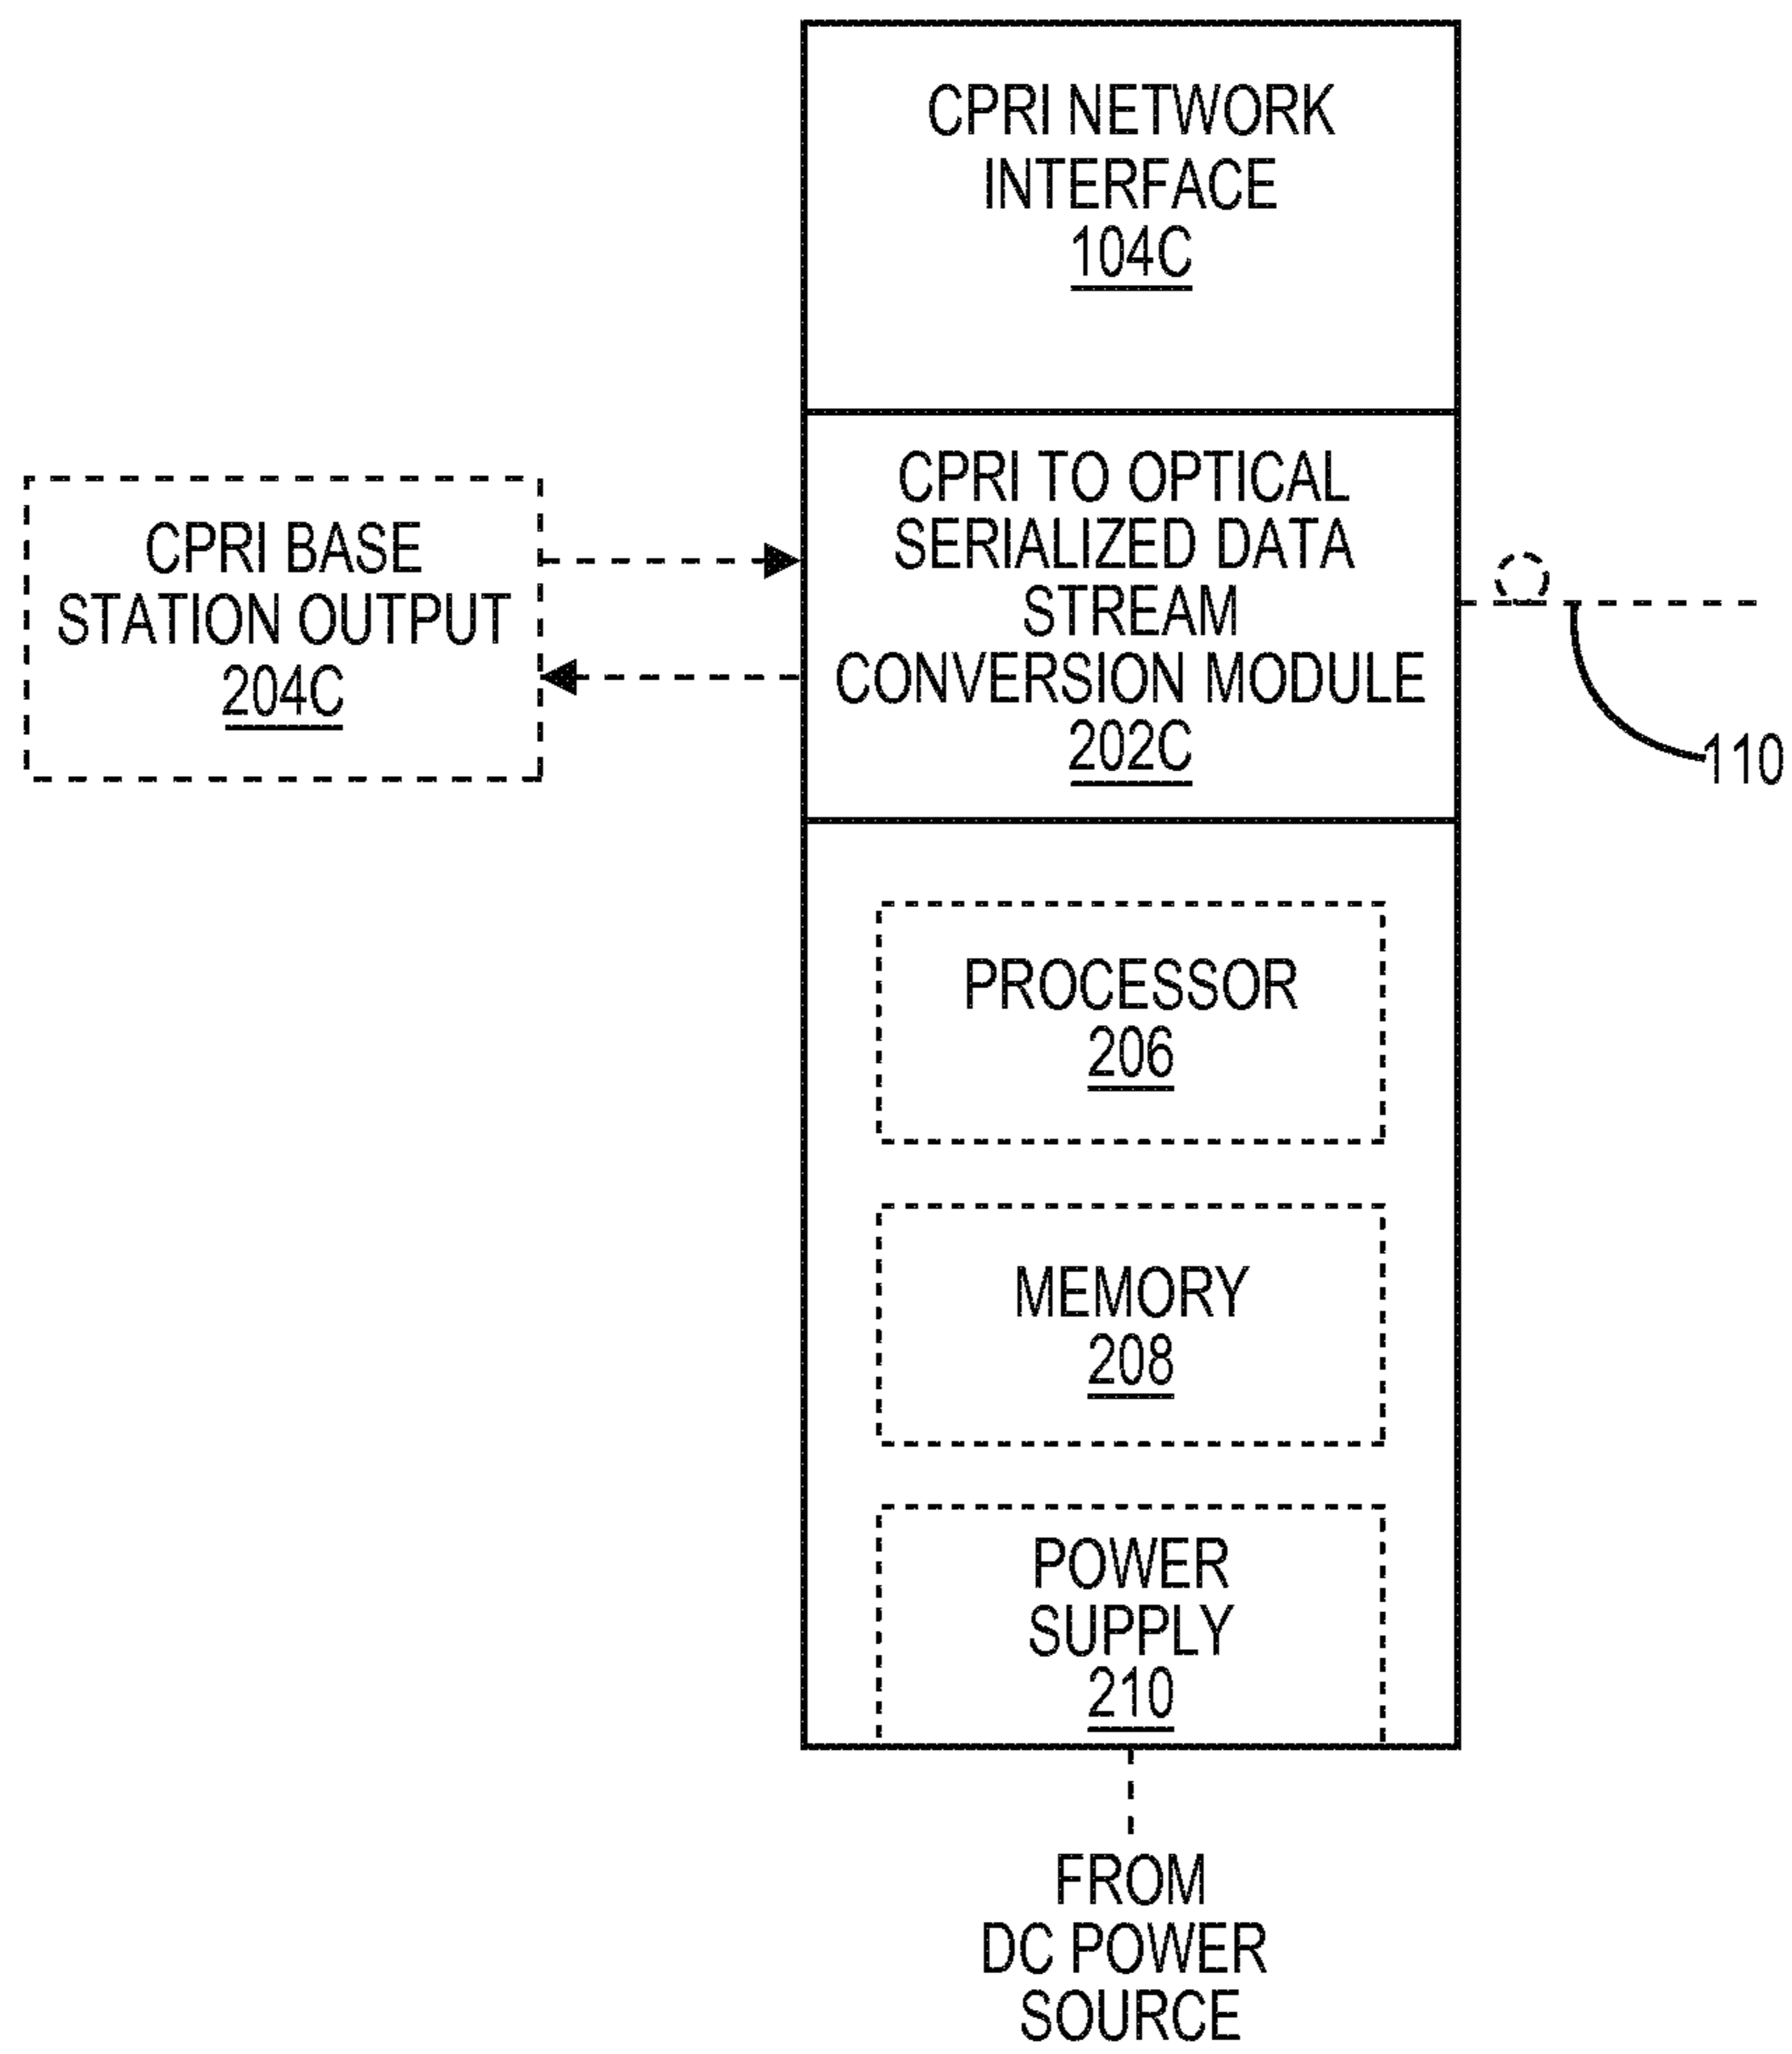 CPRI NETWORK
INTERFACE
104C
CPRI BASE
STATION OUTPUT
204C
CPRI TO OPTICAL
SERIALIZED DATA
STREAM
CONVERSION MODULE
202C
110
PROCESSOR
206
MEMORY
208
POWER
SUPPLY
210
FROM
DC POWER
SOURCE